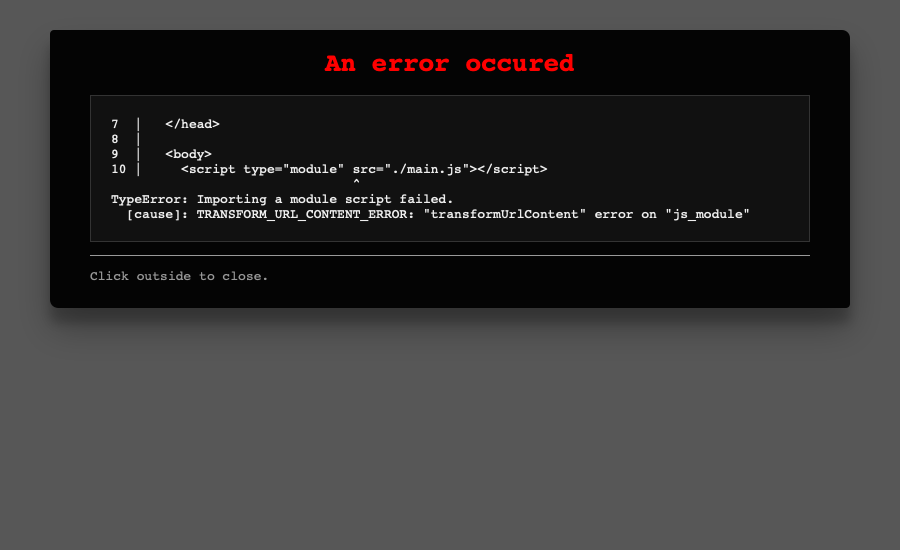 An error occured
7  |   </head>
8  |
9  |   <body>
10 |     <script type="module" src="./main.js"></script>
^
TypeError: Importing a module script failed.
[cause]: TRANSFORM_URL_CONTENT_ERROR: "transformUrlContent" error on "js_module"
Click outside to close.